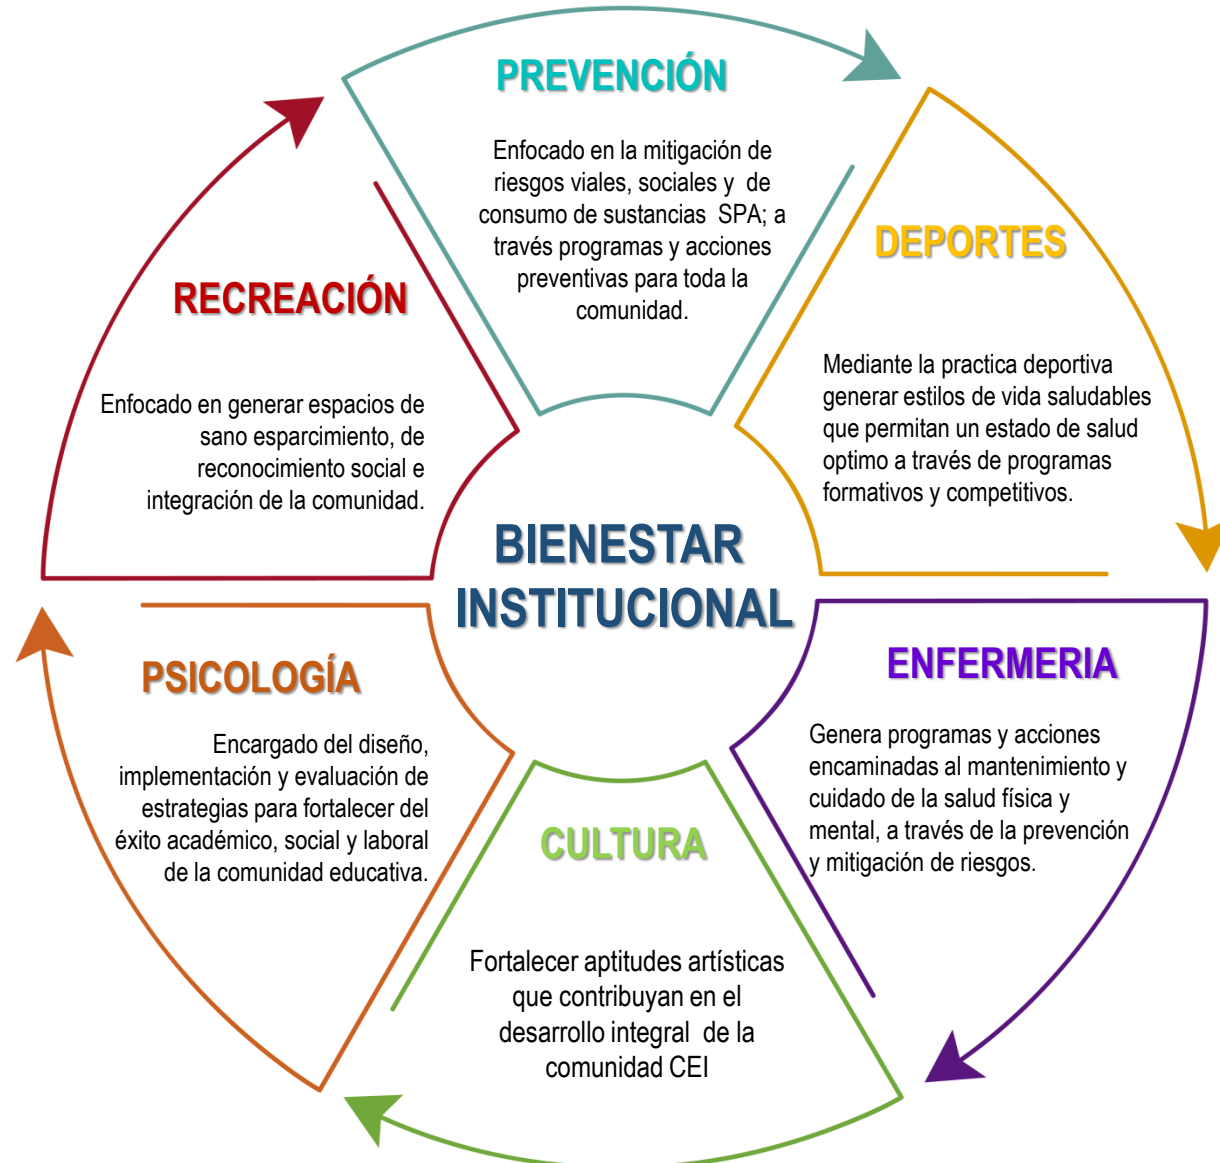 PREVENCIÓN
Enfocado en la mitigación de
riesgos viales, sociales y de
consumo de sustancias SPA; a
través programas y acciones
preventivas para toda la
comunidad.
DEPORTES
Mediante la practica deportiva
generar estilos de vida saludables
que permitan un estado de salud
optimo a través de programas
formativos y competitivos.
ENFERMERIA
Genera programas y acciones
encaminadas al mantenimiento y
cuidado de la salud física y
mental, a través de la prevención
y mitigación de riesgos.
CULTURA
Fortalecer aptitudes artísticas
que contribuyan en el
desarrollo integral de la
comunidad CEI
PSICOLOGÍA
Encargado del diseño,
implementación y evaluación de
estrategias para fortalecer del
éxito académico, social y laboral
de la comunidad educativa.
RECREACIÓN
Enfocado en generar espacios de
sano esparcimiento, de
reconocimiento social e
integración de la comunidad.
BIENESTAR
INSTITUCIONAL